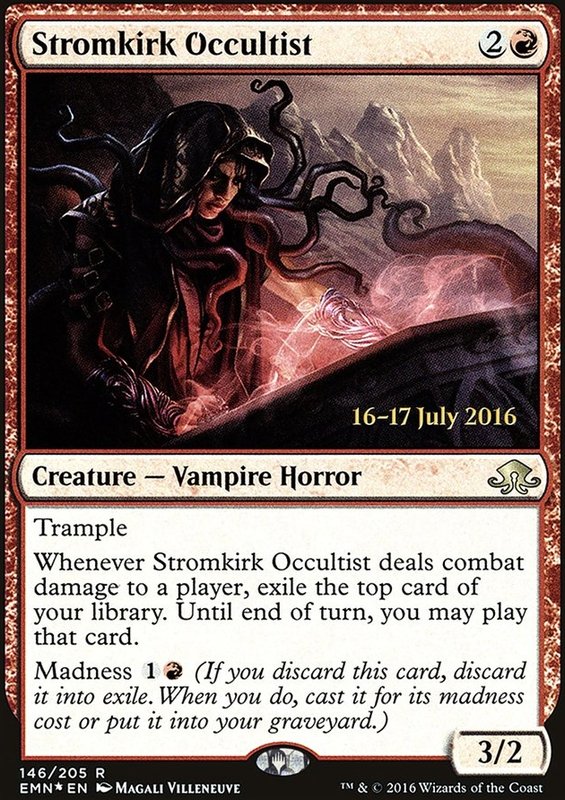 Stromkirk Occultist 2
16–17 July 2016
Creature — Vampire Horror
Trample
Whenever Stromkirk Occultist deals combat
damage to a player, exile the top card of
your library. Until end of turn, you may play
that card.
Madness 1 (If you discard this card, discard
it into exile. When you do, cast it for its madness
cost or put it into your graveyard.)
3/2
146/205 R
EMN★EN Magali Villeneuve
™ & © 2016 Wizards of the Coast